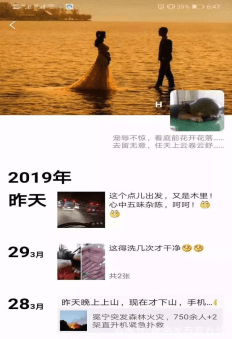 6:47
H
宠辱不惊，看庭前花开花落……
去留无意，任天上云卷云舒……
2019年
昨天
这个点儿出发，又是木里！
心中五味杂陈，呵呵！
29 3月
这得洗几次才干净
共2张
28 3月
昨天晚上上山，现在才下山，手机…
冕宁突发森林火灾，750余人+2
架直升机紧急扑救